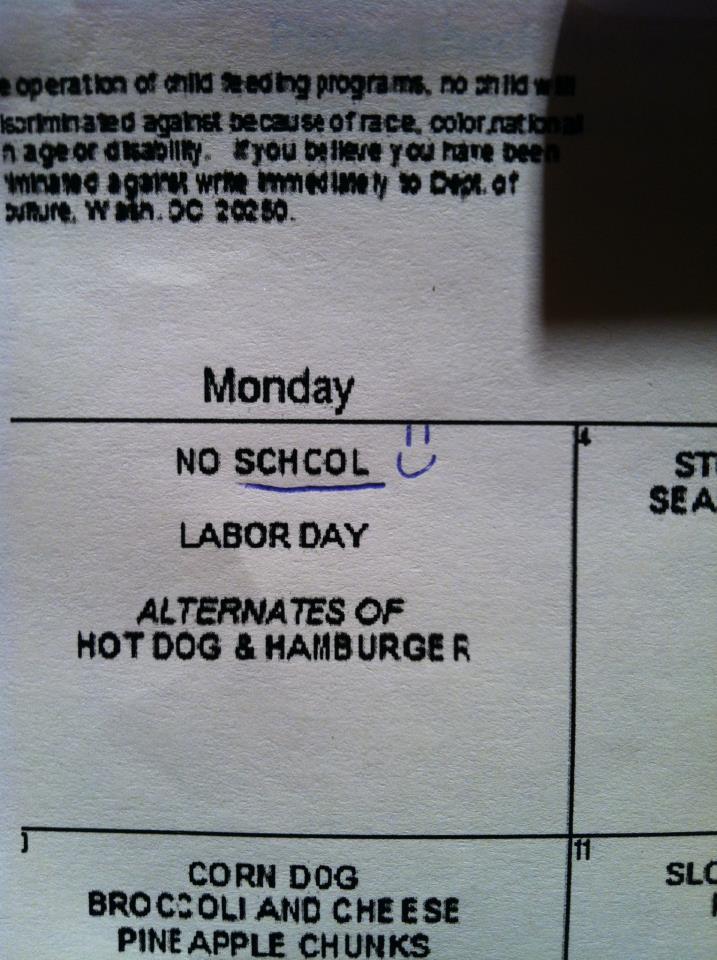 operation of child feeding programs, no child
discriminated against because of race, color, national
age or disability. If you believe you have been
against write immediately to Dept. of
Wash. DC 20250.
Monday
NO SCHCOL
LABOR DAY
ALTERNATES OF
HOT DOG & HAMBURGER
4
SEA
11
CORN DOG
BROCCOLI AND CHEESE
PINEAPPLE CHUNKS
SLO